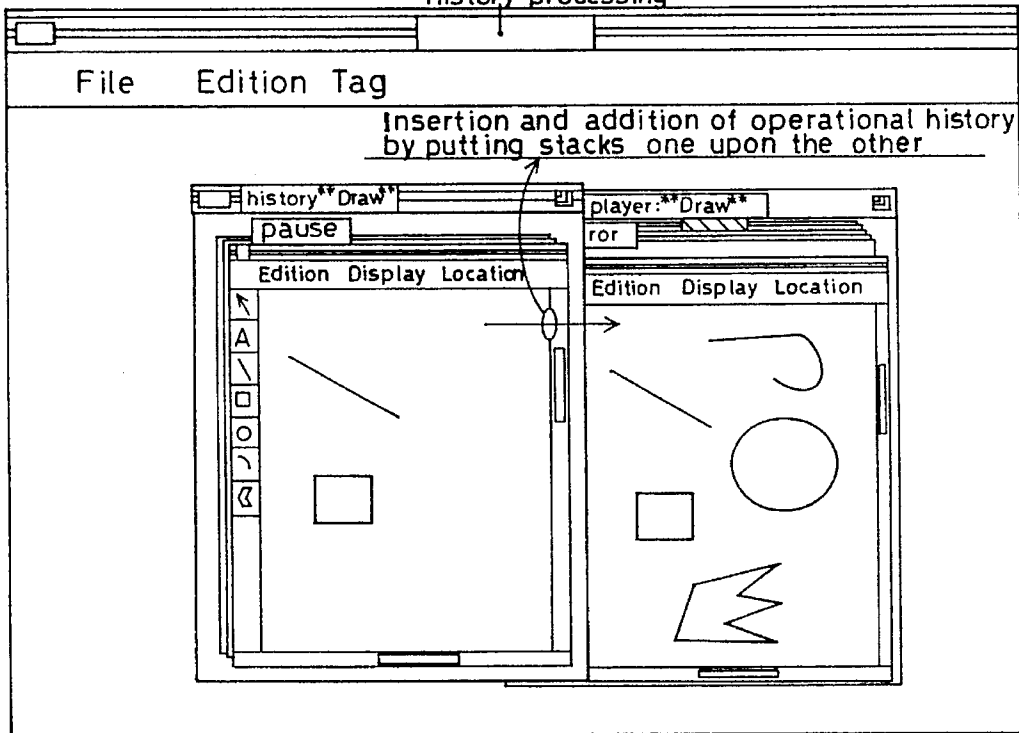 History processing
File Edition Tag
Insertion and addition of operational history
by putting stacks one upon the other
history**Draw**
player:**Draw**
pause
ror
Edition Display Location
Edition Display Location
A